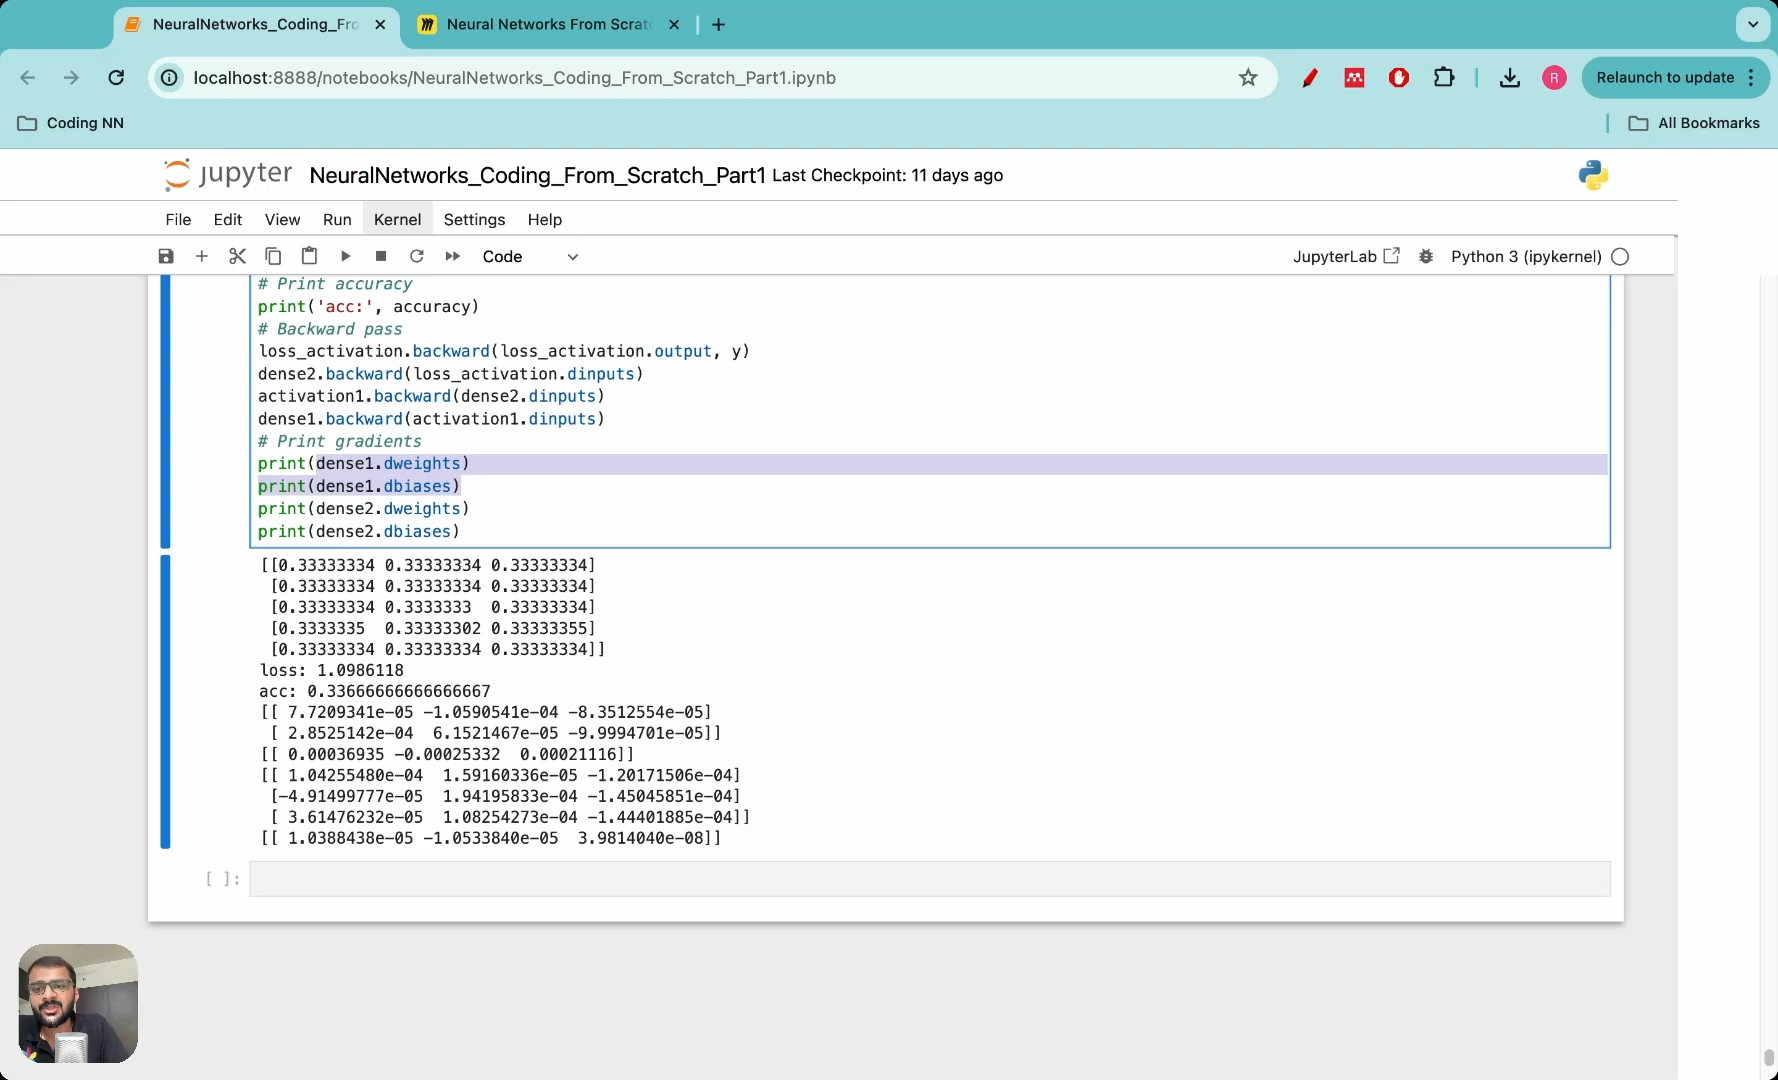 NeuralNetworks_Coding_Fro
Neural Networks From Scrat
localhost:8888/notebooks/NeuralNetworks_Coding_From_Scratch_Part1.ipynb
R
Relaunch to update
Coding NN
All Bookmarks
jupyter NeuralNetworks_Coding_From_Scratch_Part1 Last Checkpoint: 11 days ago
File Edit View Run Kernel Settings Help
Code
JupyterLab
Python 3 (ipykernel)
# Print accuracy
print('acc:', accuracy)
# Backward pass
loss_activation.backward(loss_activation.output, y)
dense2.backward(loss_activation.dinputs)
activation1.backward(dense2.dinputs)
dense1.backward(activation1.dinputs)
# Print gradients
print(dense1.dweights)
print(dense1.dbiases)
print(dense2.dweights)
print(dense2.dbiases)
[[0.33333334 0.33333334 0.33333334]
[0.33333334 0.33333334 0.33333334]
[0.33333334 0.3333333  0.33333334]
[0.3333335  0.33333302 0.33333355]
[0.33333334 0.33333334 0.33333334]]
loss: 1.0986118
acc: 0.33666666666666667
[[ 7.7209341e-05 -1.0590541e-04 -8.3512554e-05]
[ 2.8525142e-04  6.1521467e-05 -9.9994701e-05]]
[[ 0.00036935 -0.00025332  0.00021116]]
[[ 1.04255480e-04  1.59160336e-05 -1.20171506e-04]
[-4.91499777e-05  1.94195833e-04 -1.45045851e-04]
[ 3.61476232e-05  1.08254273e-04 -1.44401885e-04]]
[[ 1.0388438e-05 -1.0533840e-05  3.9814040e-08]]
[ ]: